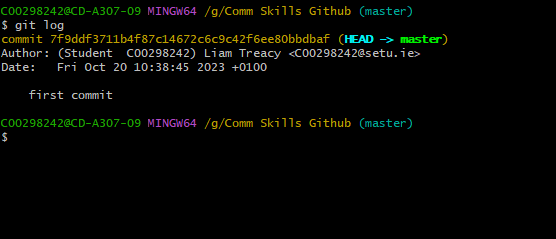 C00298242@CD-A307-09 MINGW64 /g/Comm Skills Github (master)
$ git log
commit 7f9ddf3711b4f87c14672c6c9c42f6ee80bbdbaf (HEAD -> master)
Author: (Student  C00298242) Liam Treacy <C00298242@setu.ie>
Date:   Fri Oct 20 10:38:45 2023 +0100
    first commit
C00298242@CD-A307-09 MINGW64 /g/Comm Skills Github (master)
$